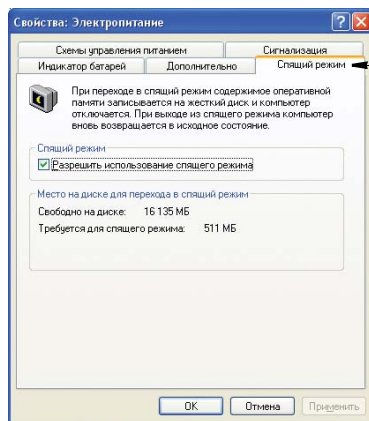 Свойства: Электропитание
Схемы управления питанием
Сигнализация
Индикатор батарей
Дополнительно
Спящий режим
При переходе в спящий режим содержимое оперативной
памяти записывается на жесткий диск и компьютер
отключается. При выходе из спящего режима компьютер
вновь возвращается в исходное состояние.
Спящий режим
Разрешить использование спящего режима
Место на диске для перехода в спящий режим
Свободно на диске: 16 135 МБ
Требуется для спящего режима: 511 МБ
OK
Отмена
Применить